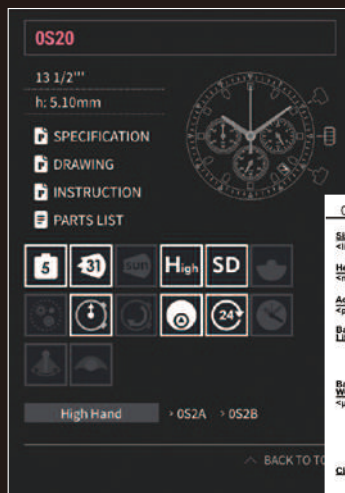 0S20
13 1/2'''
h: 5.10mm
SPECIFICATION
DRAWING
INSTRUCTION
PARTS LIST
5 31 sun High SD
24
High Hand > 0S2A > 0S2B
BACK TO TO